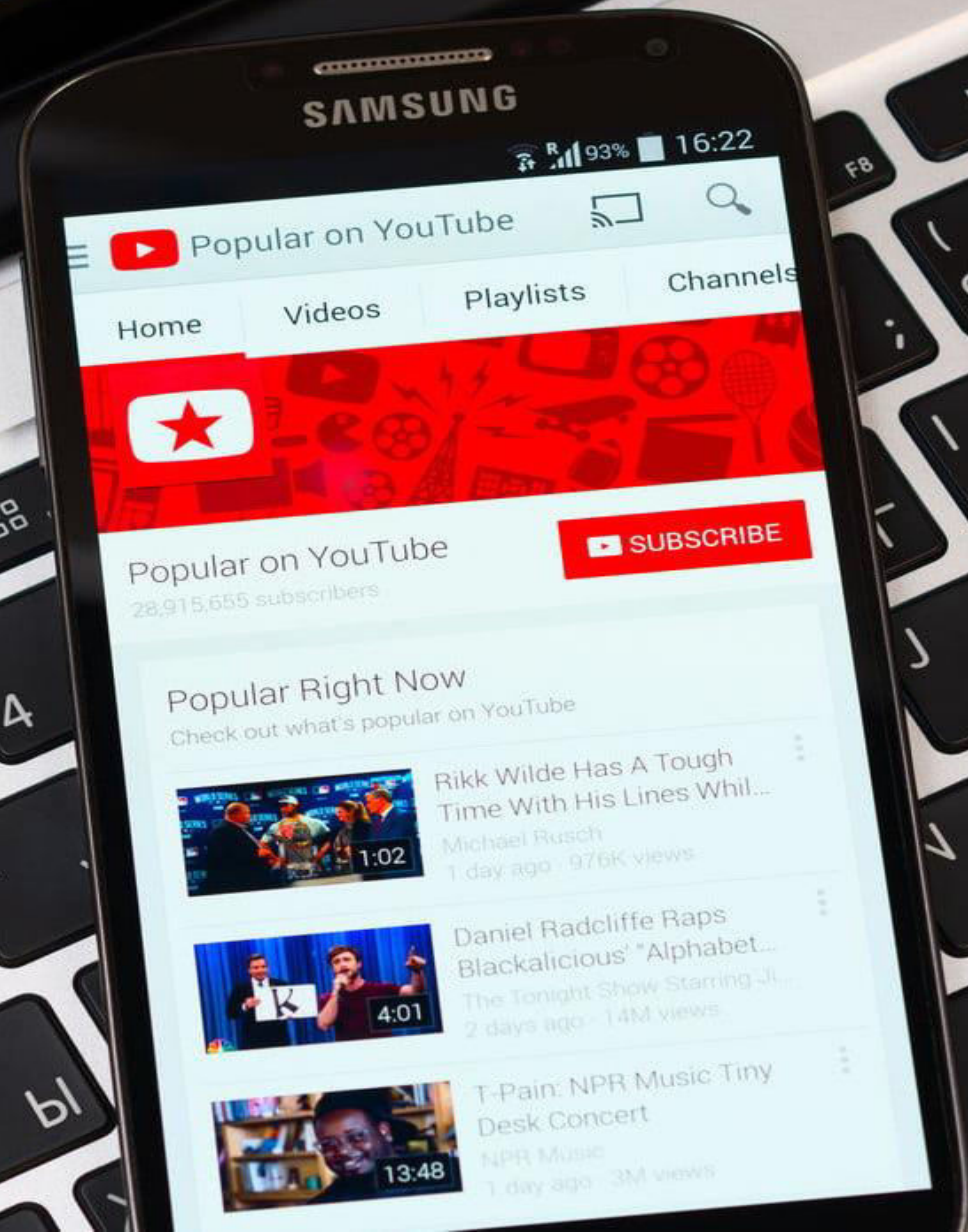 SAMSUNG
R 93% 16:22
Popular on YouTube
Home Videos Playlists Channels
Popular on YouTube
SUBSCRIBE
28,915,655 subscribers
Popular Right Now
Check out what's popular on YouTube
Rikk Wilde Has A Tough
Time With His Lines Whil...
Michael Rusch
1 day ago · 976K views
1:02
Daniel Radcliffe Raps
Blackalicious' "Alphabet...
The Tonight Show Starring Ji...
2 days ago · 14M views
K
4:01
T-Pain: NPR Music Tiny
Desk Concert
NPR Music
1 day ago · 3M views
13:48
F8
;
4
J
V
Ы